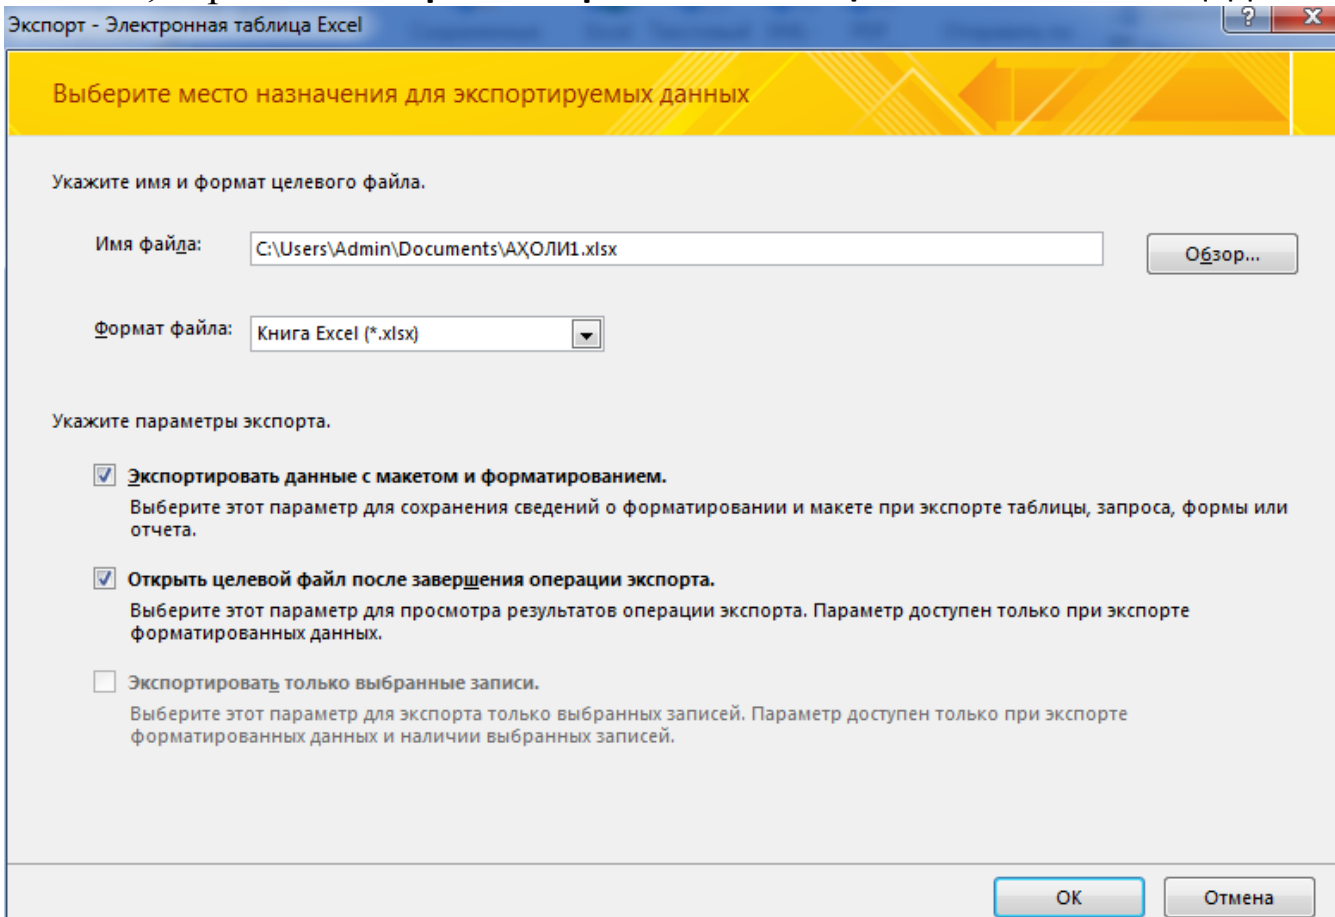 Экспорт - Электронная таблица Excel
Выберите место назначения для экспортируемых данных
Укажите имя и формат целевого файла.
Имя файла:
C:\Users\Admin\Documents\АҲОЛИ1.xlsx
Обзор...
Формат файла:
Книга Excel (*.xlsx)
Укажите параметры экспорта.
Экспортировать данные с макетом и форматированием.
Выберите этот параметр для сохранения сведений о форматировании и макете при экспорте таблицы, запроса, формы или
отчета.
Открыть целевой файл после завершения операции экспорта.
Выберите этот параметр для просмотра результатов операции экспорта. Параметр доступен только при экспорте
форматированных данных.
Экспортировать только выбранные записи.
Выберите этот параметр для экспорта только выбранных записей. Параметр доступен только при экспорте
форматированных данных и наличии выбранных записей.
ОК
Отмена